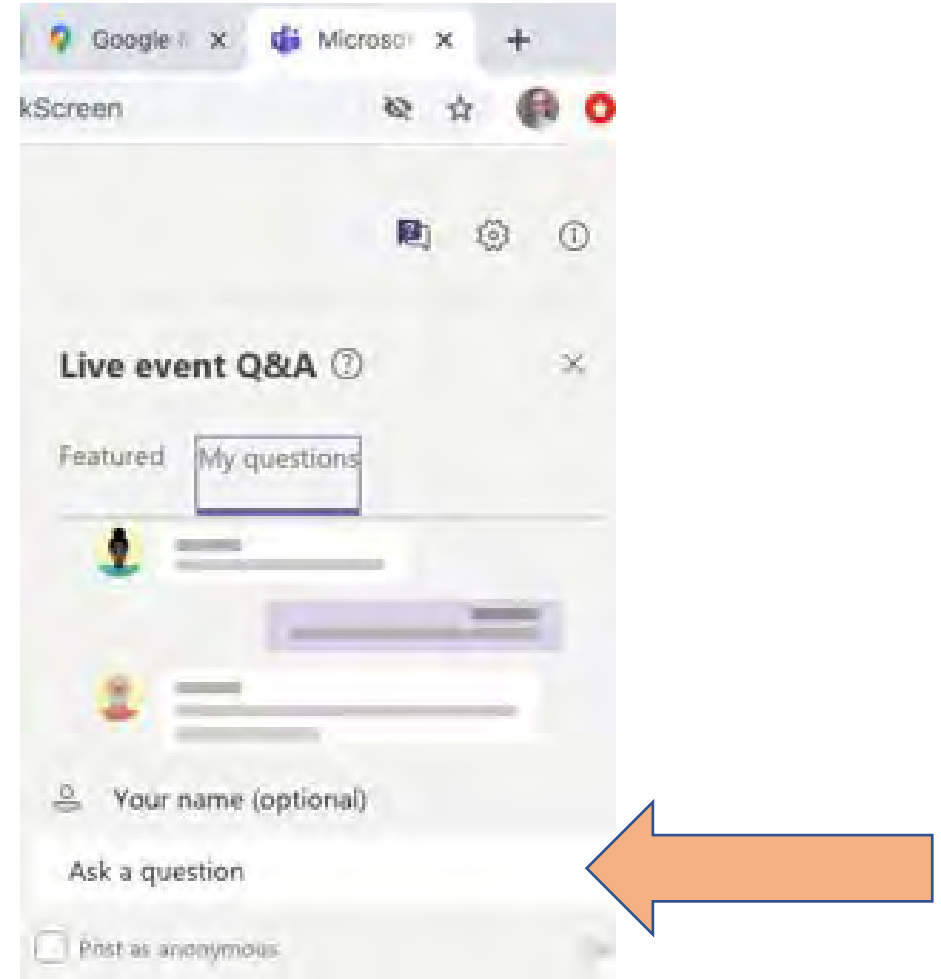 Google
Microso
kScreen
Live event Q&A
Featured My questions
Your name (optional)
Ask a question
Post as anonymous